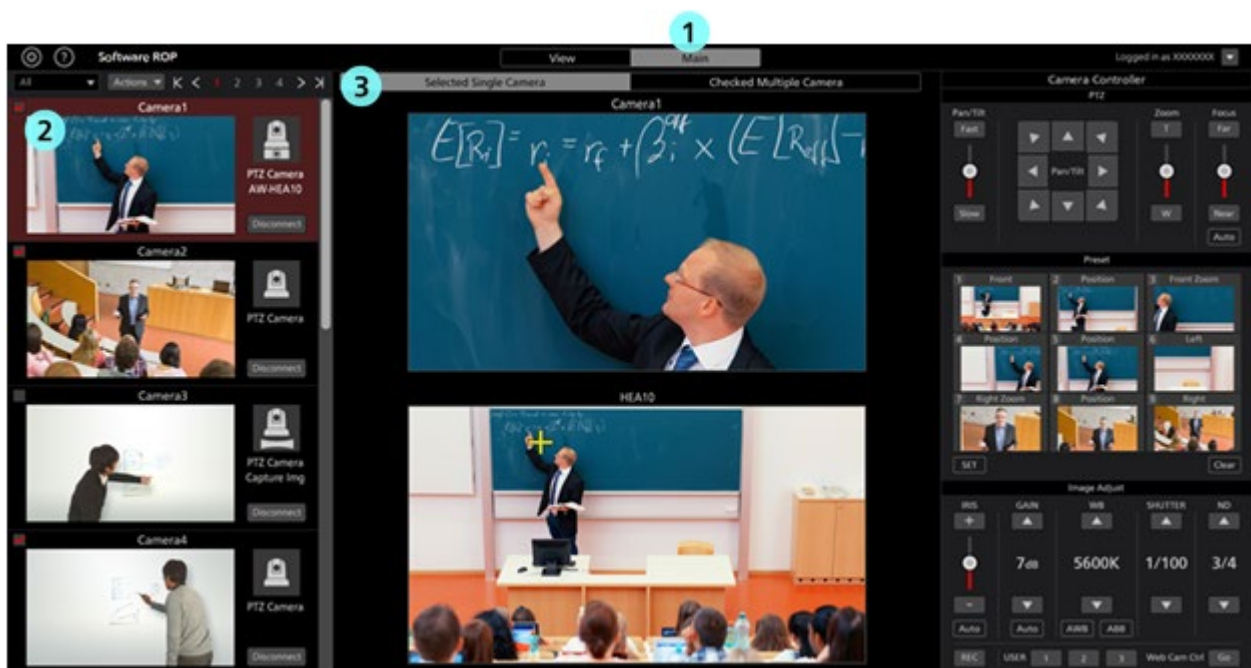 1
Software ROP
View
Main
Logged in as XXXXXXX
All
Actions
1 2 3 4
3
Selected Single Camera
Checked Multiple Camera
Camera Controller
PTZ
Camera1
2
PTZ Camera
AW-HEA10
Disconnect
Camera2
PTZ Camera
Disconnect
Camera3
PTZ Camera
Capture Img
Disconnect
Camera4
PTZ Camera
Disconnect
Camera1
E[Ri] = ri = rf + βi
HEA10
Pan/Tilt
Zoom
Focus
Fast
T
Far
Pan/Tilt
Slow
W
Near
Auto
Preset
1 Front
2 Position
3 Front Zoom
4 Position
5 Position
6 Left
7 Right Zoom
8 Position
9 Right
SET
Clear
Image Adjust
IRIS
GAIN
WB
SHUTTER
ND
+
7dB
5600K
1/100
3/4
-
Auto
Auto
AWB
ABB
REC
USER
1
2
3
Web Cam Ctrl
Go